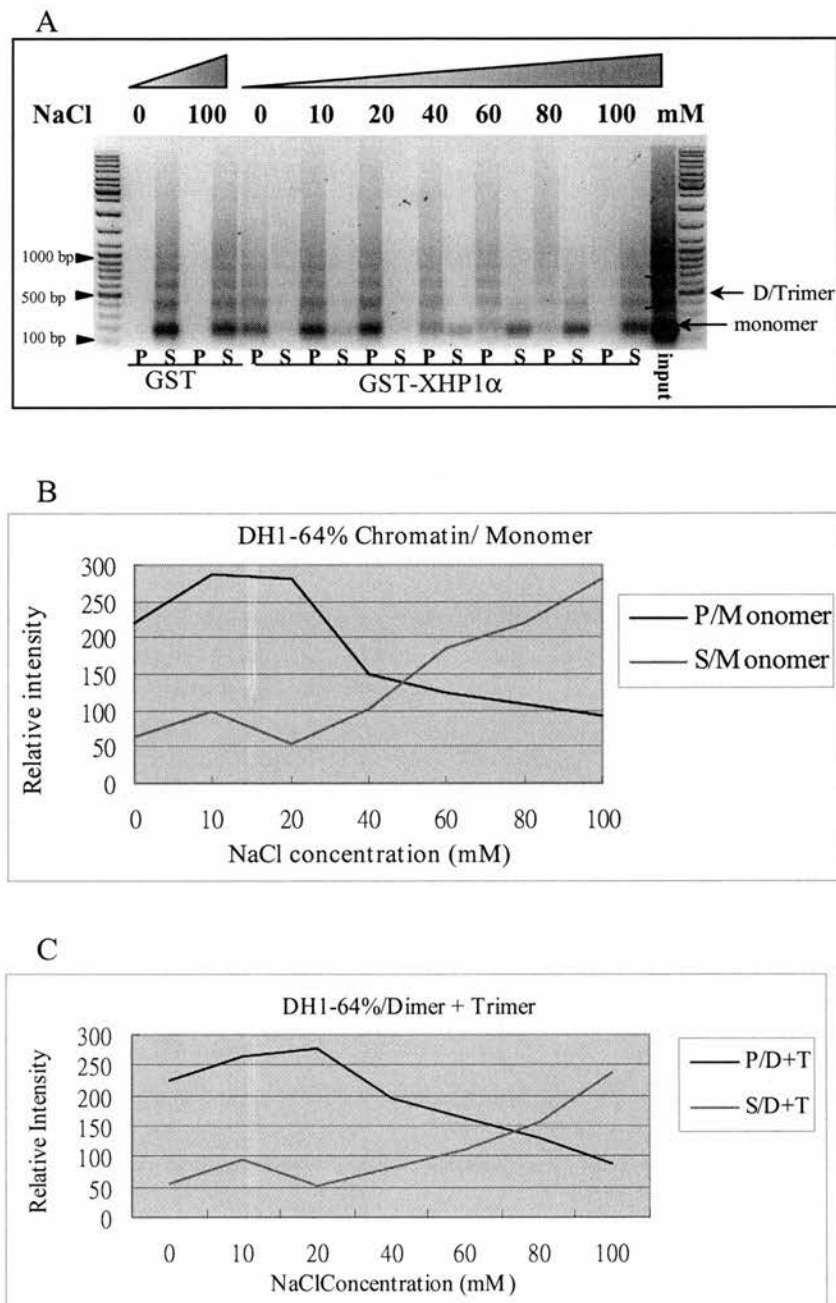 A
NaCl 0 100 0 10 20 40 60 80 100 mM
1000 bp
500 bp
100 bp
D/Trimer
monomer
P S P S P S P S P S P S P S P S P S input
GST GST-XHP1α
B
DH1-64% Chromatin/ Monomer
Relative intensity
300
250
200
150
100
50
0
0 10 20 40 60 80 100
NaCl concentration (mM)
P/Monomer
S/Monomer
C
DH1-64%/Dimer + Trimer
Relative Intensity
300
250
200
150
100
50
0
0 10 20 40 60 80 100
NaClConcentration (mM)
P/D+T
S/D+T